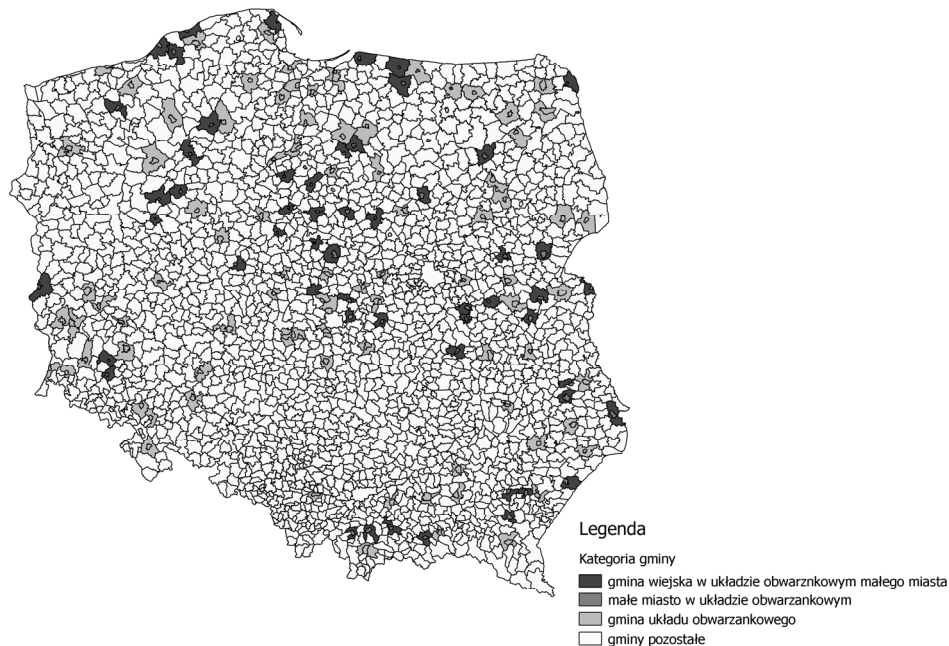 Legenda
Kategoria gminy
gmina wiejska w układzie obwarznkowym małego miasta
małe miasto w układzie obwarzankowym
gmina układu obwarzankowego
gminy pozostałe